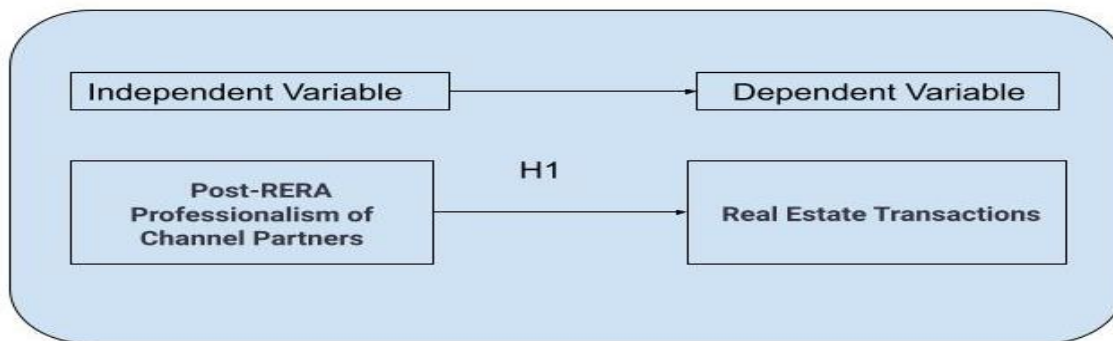 Independent Variable
Dependent Variable
H1
Post-RERA
Professionalism of
Channel Partners
Real Estate Transactions